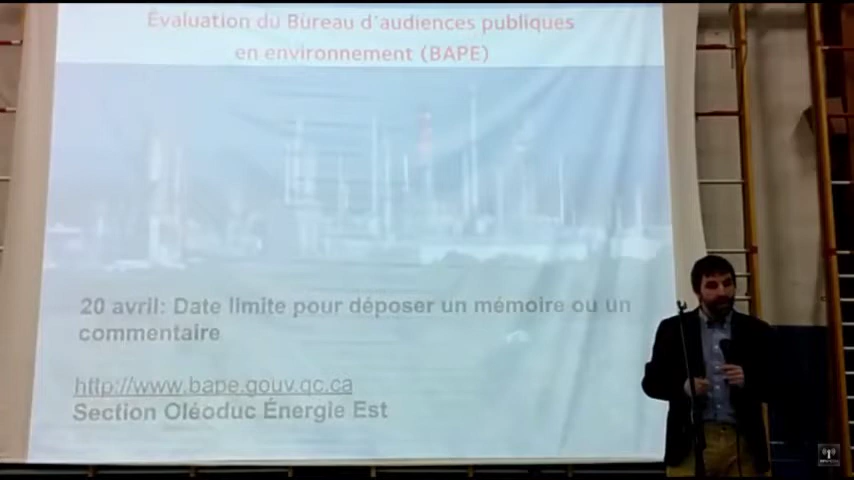 Évaluation du Bureau d'audiences publiques
en environnement (BAPE)
20 avril: Date limite pour déposer un mémoire ou un
commentaire
http://www.bape.gouv.qc.ca
Section Oléoduc Énergie Est